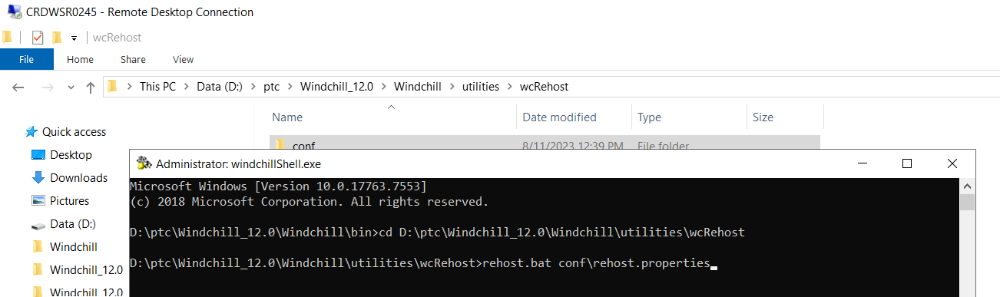 CRDWSR0245 - Remote Desktop Connection
wcRehost
File Home Share View
This PC Data (D:) ptc Windchill_12.0 Windchill utilities wcRehost
Name Date modified Type Size
Quick access
conf 8/11/2023 12:39 PM File folder
Desktop
Administrator: windchillShell.exe
Downloads
Microsoft Windows [Version 10.0.17763.7553]
Pictures
(c) 2018 Microsoft Corporation. All rights reserved.
Data (D:)
D:\ptc\Windchill_12.0\Windchill\bin>cd D:\ptc\Windchill_12.0\Windchill\utilities\wcRehost
Windchill
D:\ptc\Windchill_12.0\Windchill\utilities\wcRehost>rehost.bat conf\rehost.properties
Windchill_12.0
Windchill_12.0